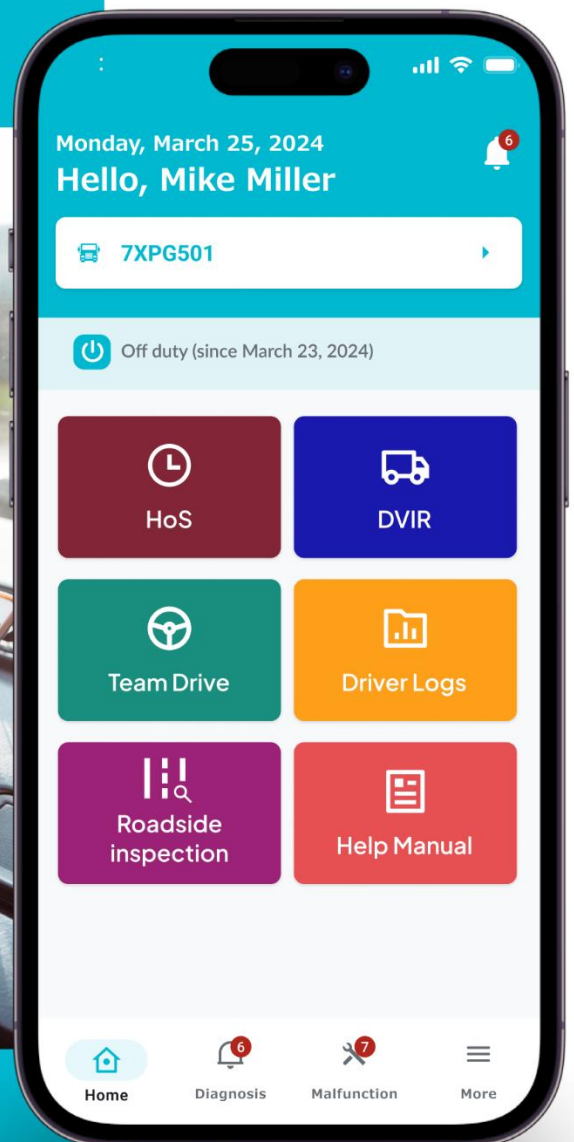 Monday, March 25, 2024
6
Hello, Mike Miller
7XPG501
Off duty (since March 23, 2024)
HoS
DVIR
Team Drive
Driver Logs
Roadside
inspection
Help Manual
6
7
Home
Diagnosis
Malfunction
More